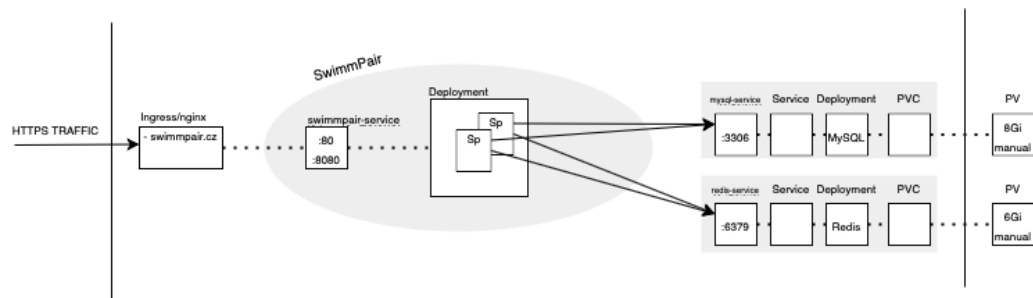 SwimmPair
Deployment
Ingress/nginx
swimmpair-service
HTTPS TRAFFIC
- swimmpair.cz
:80
:8080
Sp
Sp
mysql-service
Service
Deployment
PVC
PV
:3306
MySQL
8Gi
manual
redis-service
Service
Deployment
PVC
PV
:6379
Redis
6Gi
manual